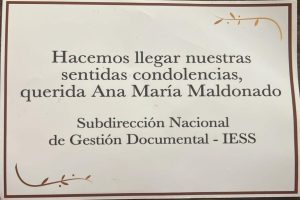 Hacemos llegar nuestras
sentidas condolencias,
querida Ana María Maldonado
Subdirección Nacional
de Gestión Documental - IESS